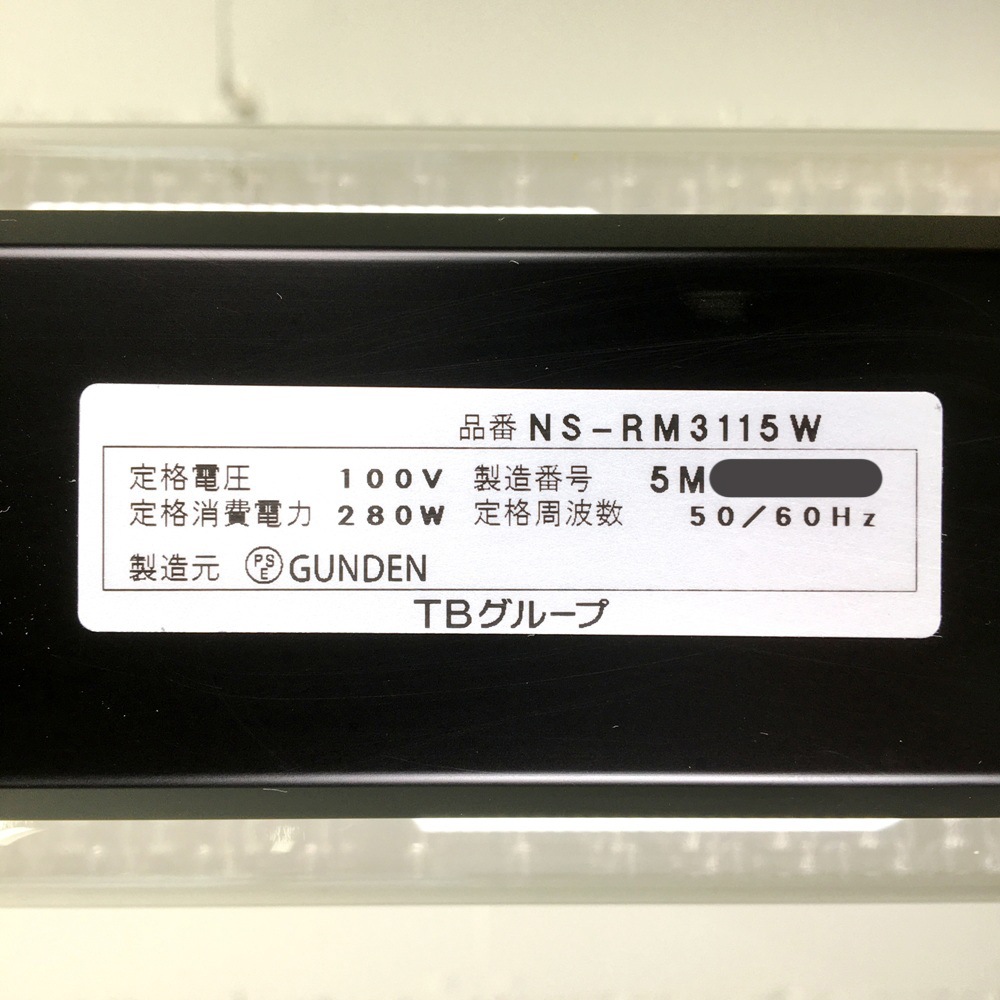 品番 NS-RM3115W
定格電圧 100V 製造番号 5M
定格消費電力 280W 定格周波数 50/60Hz
製造元 PSE GUNDEN
TBグループ